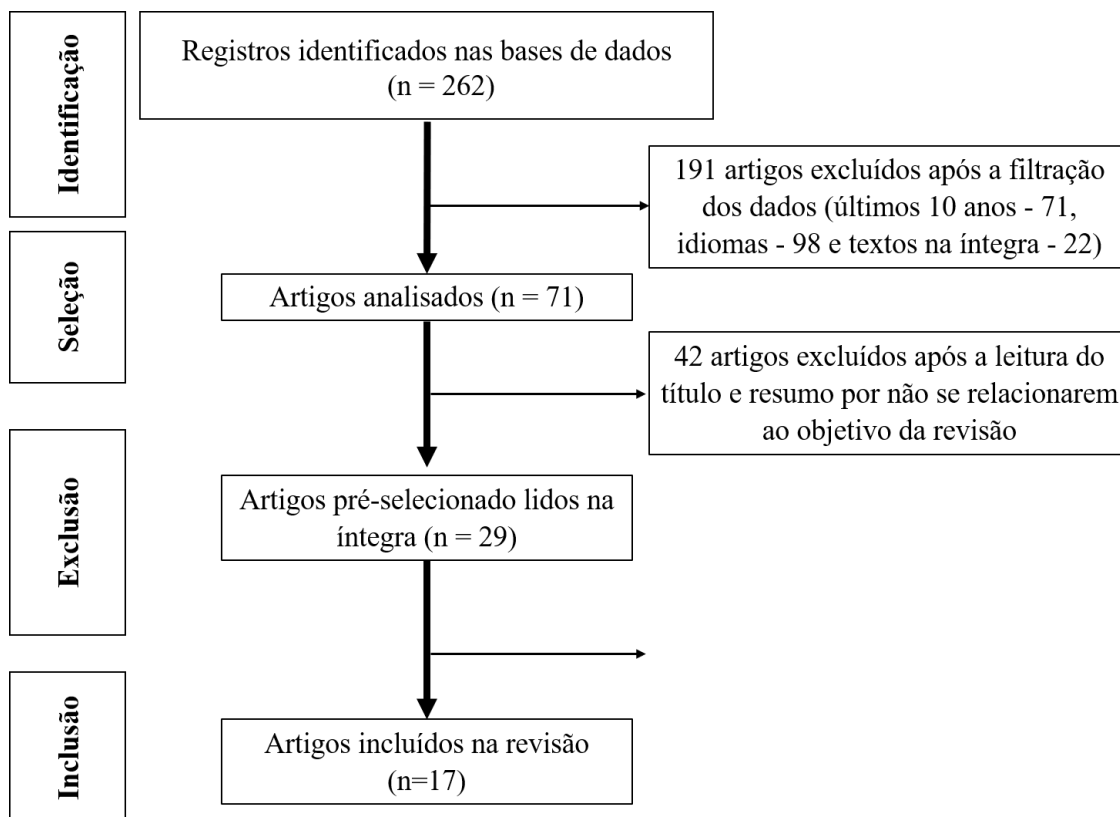 Identificação
Registros identificados nas bases de dados
(n = 262)
191 artigos excluídos após a filtração
dos dados (últimos 10 anos - 71,
idiomas - 98 e textos na íntegra - 22)
Seleção
Artigos analisados (n = 71)
42 artigos excluídos após a leitura do
título e resumo por não se relacionarem
ao objetivo da revisão
Exclusão
Artigos pré-selecionado lidos na
íntegra (n = 29)
Inclusão
Artigos incluídos na revisão
(n=17)